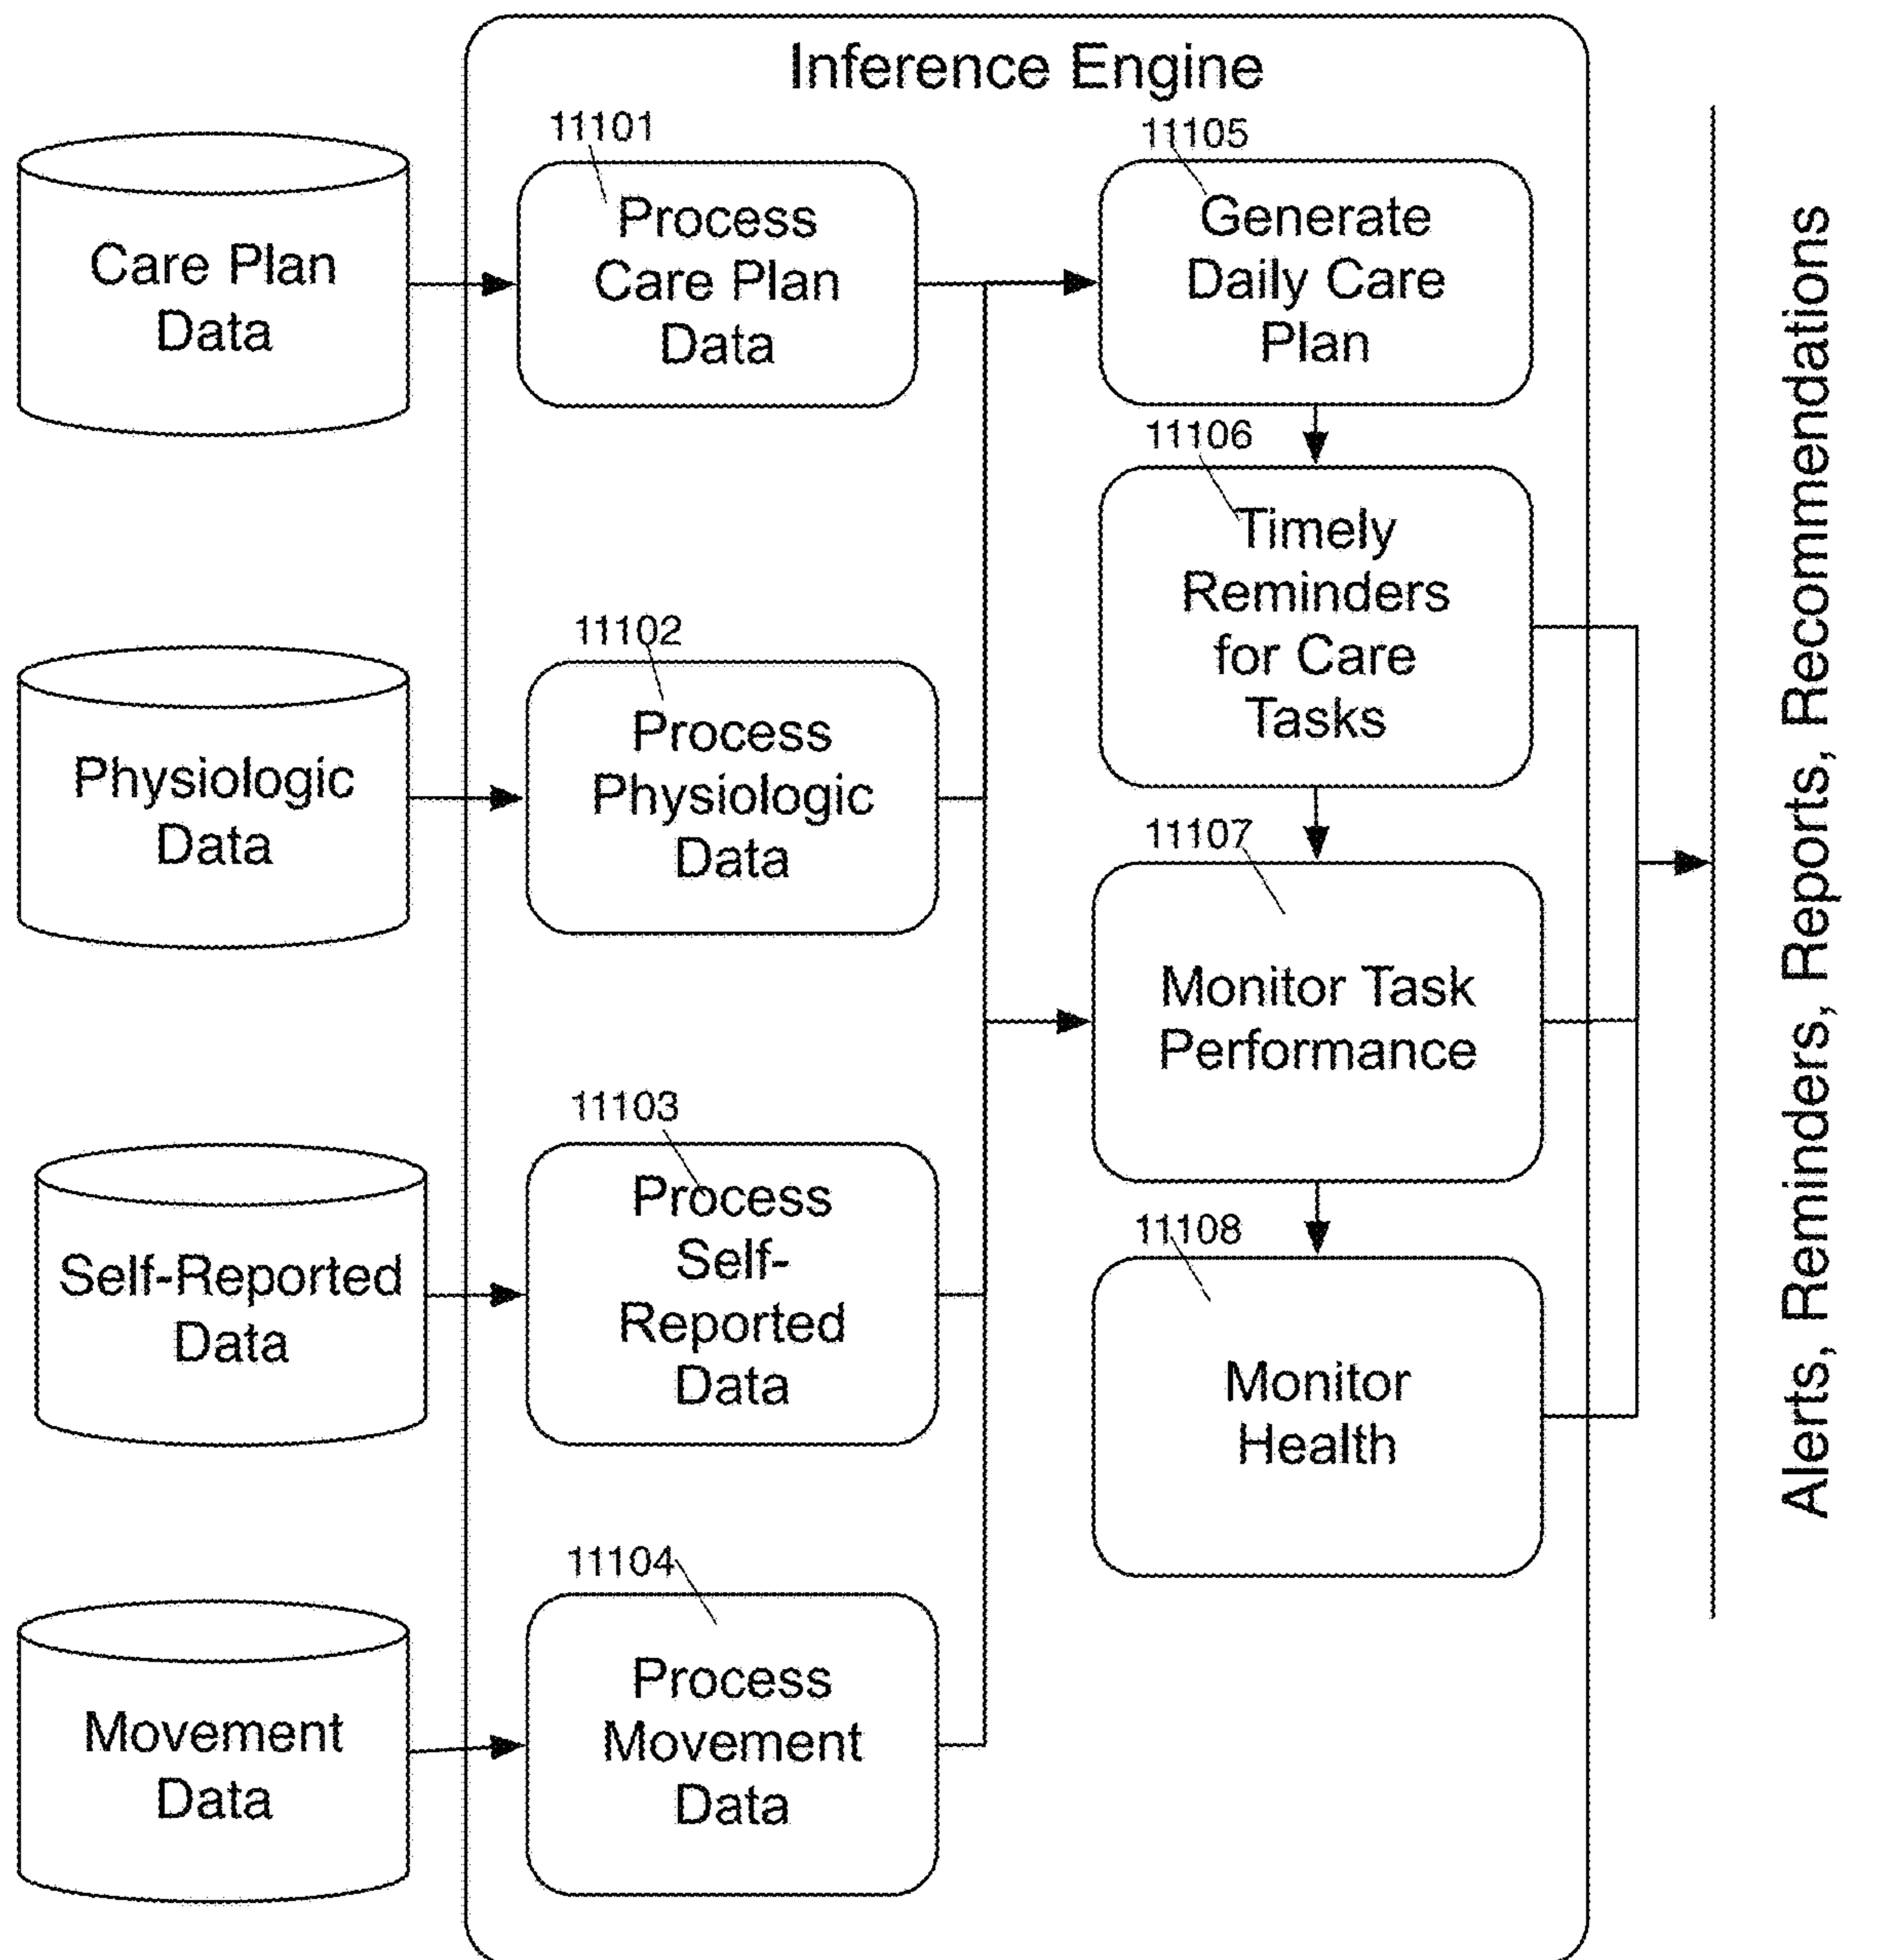 Inference Engine
Care Plan
Data
11101
Process
Care Plan
Data
11105
Generate
Daily Care
Plan
11106
Timely
Reminders
for Care
Tasks
Physiologic
Data
11102
Process
Physiologic
Data
11107
Monitor Task
Performance
Self-Reported
Data
11103
Process
Self-
Reported
Data
11108
Monitor
Health
Movement
Data
11104
Process
Movement
Data
Alerts, Reminders, Reports, Recommendations